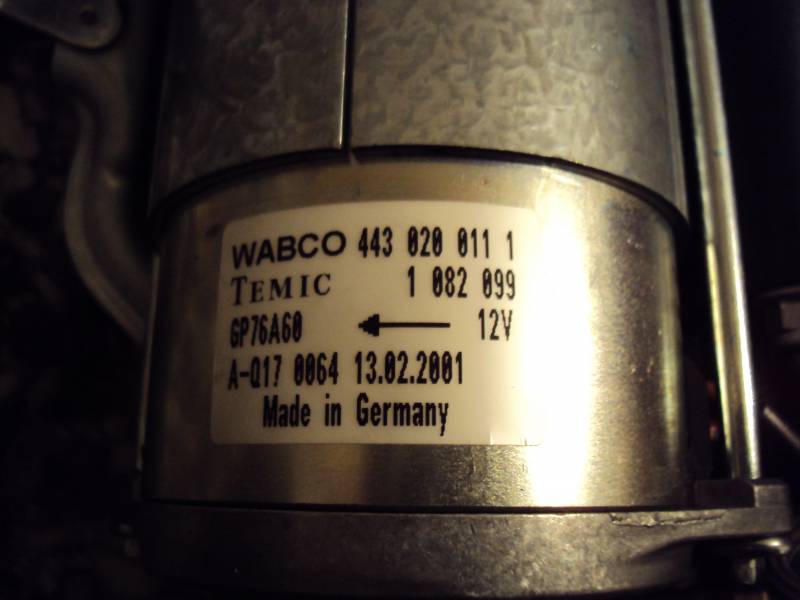 WABCO 443 020 011 1
TEMIC 1 082 099
GP76A60 12V
A-Q17 0064 13.02.2001
Made in Germany